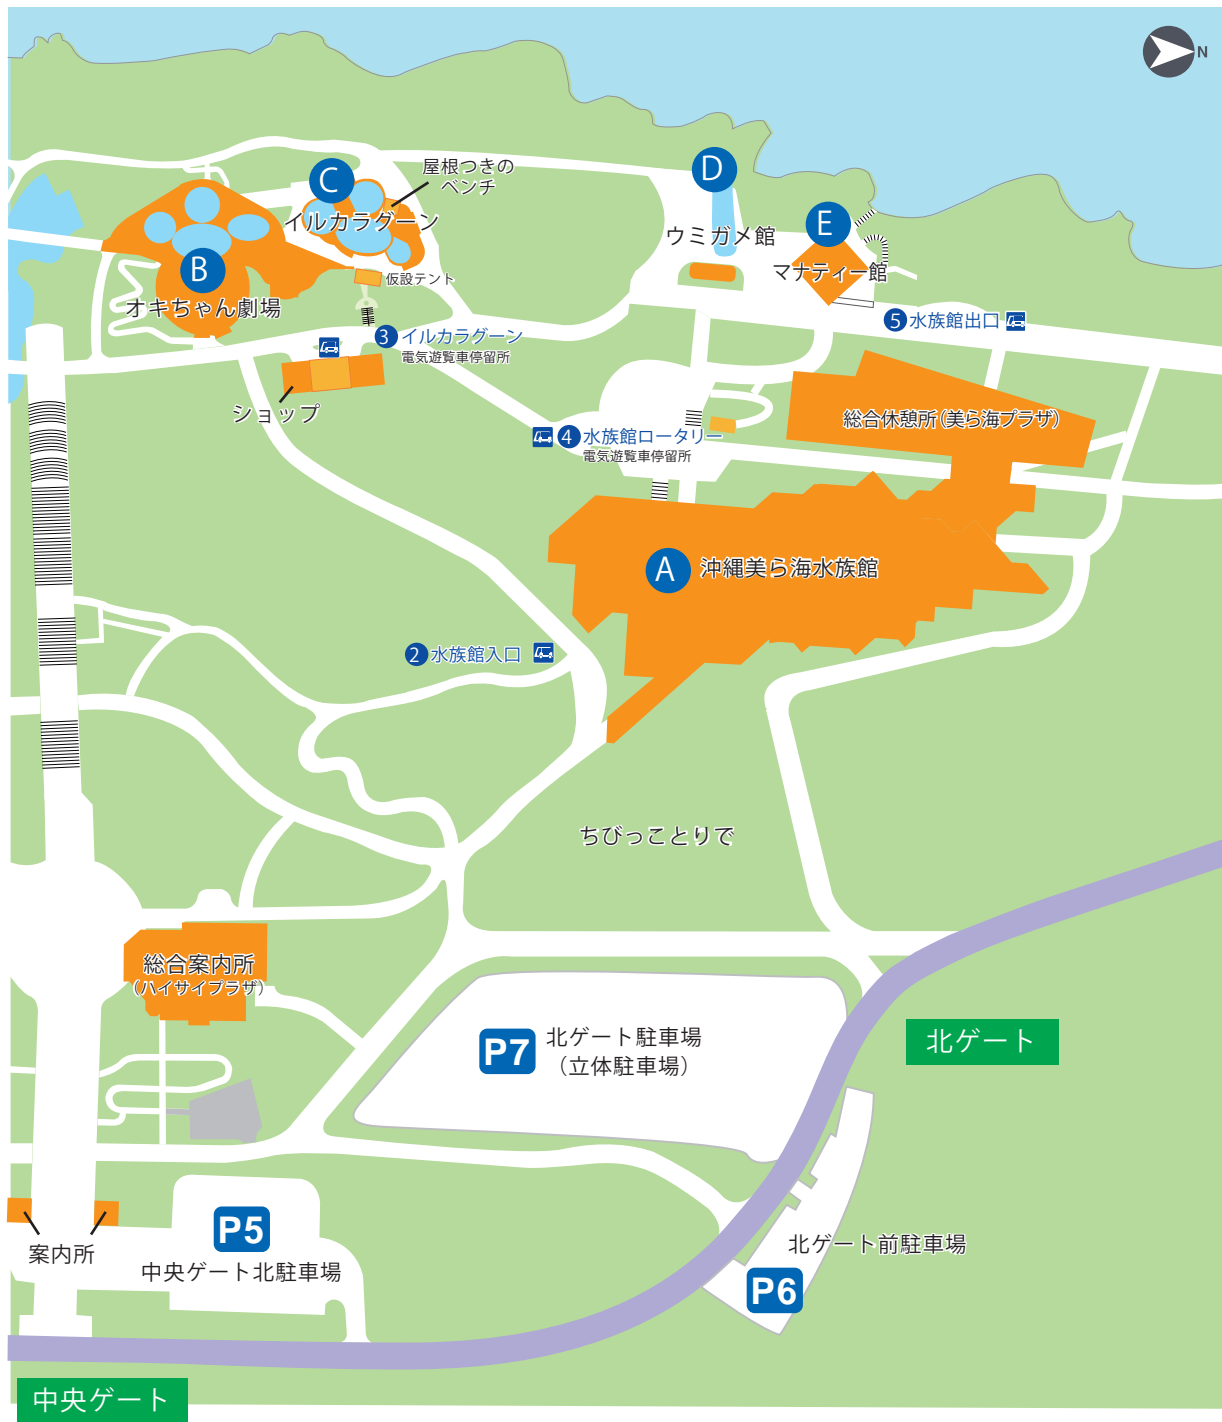 N
C
屋根つきの
ベンチ
D
イルカラグーン
E
ウミガメ館
B
マナティー館
仮設テント
オキちゃん劇場
3 イルカラグーン
電気遊覧車停留所
5 水族館出口
ショップ
総合休憩所(美ら海プラザ)
4 水族館ロータリー
電気遊覧車停留所
A 沖縄美ら海水族館
2 水族館入口
ちびっことりで
総合案内所
(ハイサイプラザ)
P7 北ゲート駐車場
(立体駐車場)
北ゲート
案内所
P5
中央ゲート北駐車場
北ゲート前駐車場
P6
中央ゲート